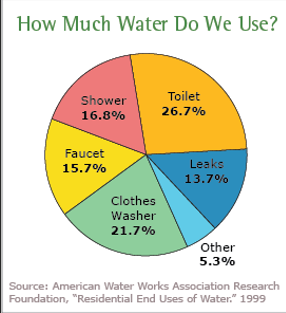 How Much Water Do We Use?
Shower
16.8%
Toilet
26.7%
Faucet
15.7%
Leaks
13.7%
Clothes
Washer
21.7%
Other
5.3%
Source: American Water Works Association Research
Foundation, “Residential End Uses of Water.” 1999